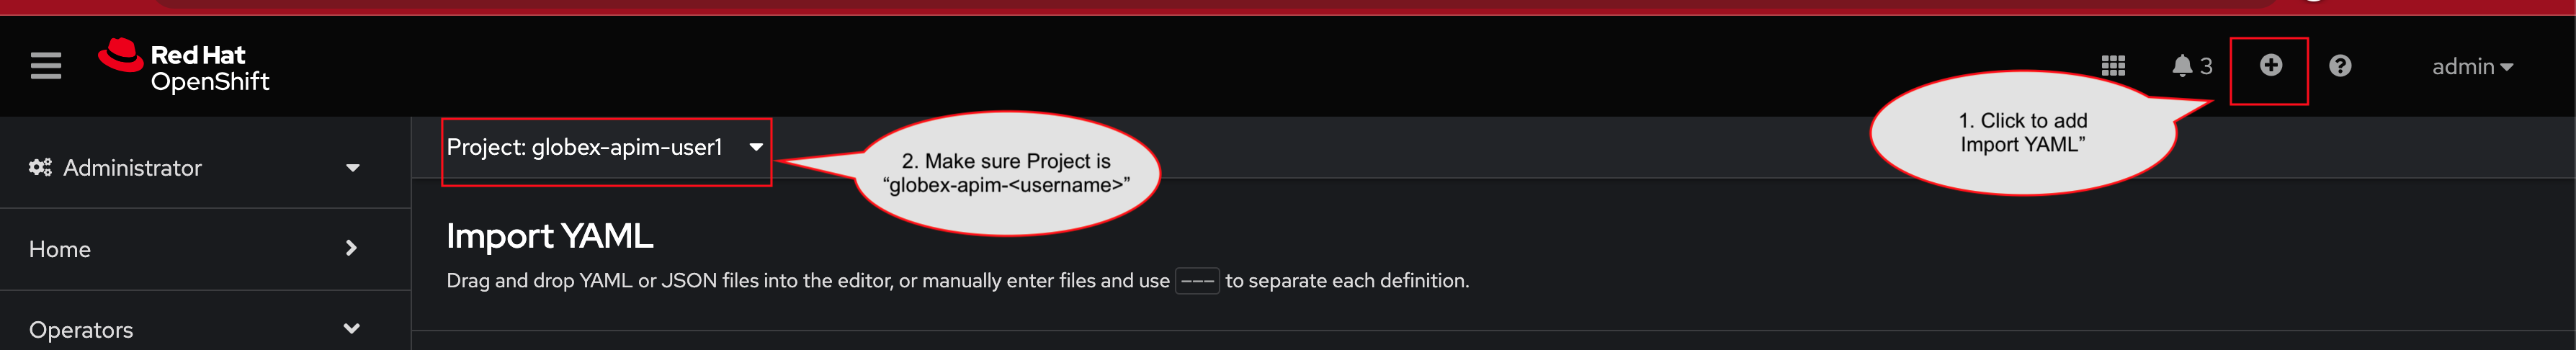 Red Hat
OpenShift
3
admin
1. Click to add
Import YAML”
Project: globex-apim-user1
2. Make sure Project is
“globex-apim-<username>”
Administrator
Home
Operators
Import YAML
Drag and drop YAML or JSON files into the editor, or manually enter files and use --- to separate each definition.